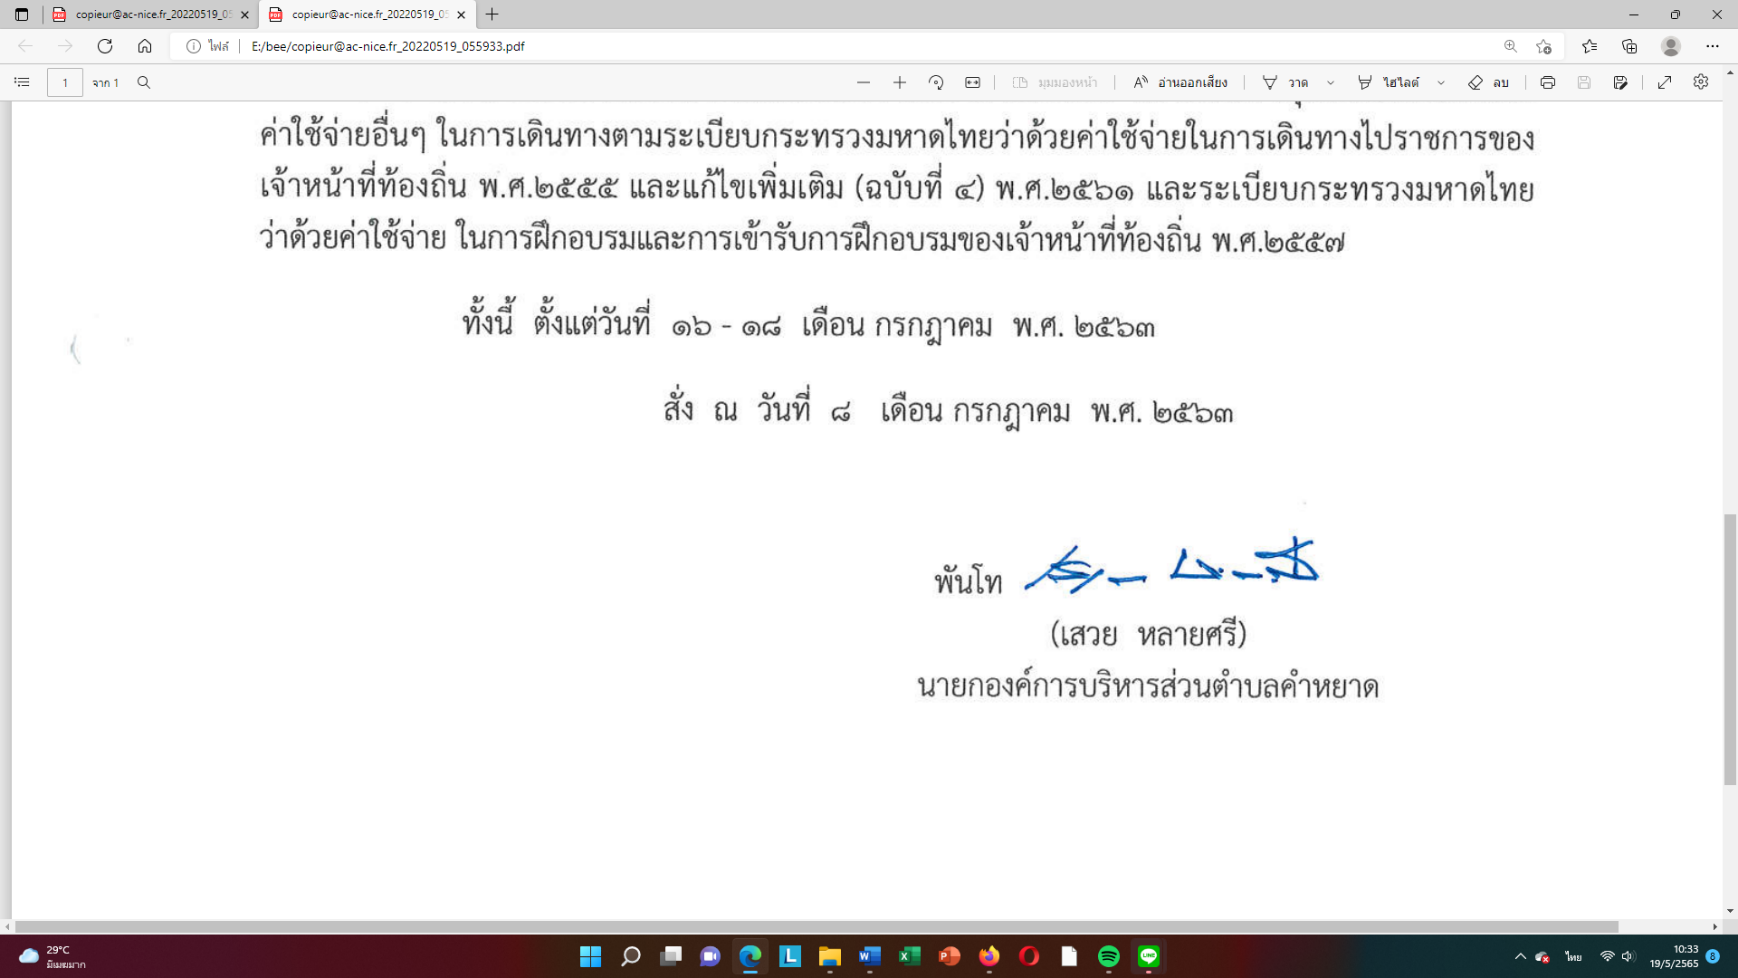 copieur@ac-nice.fr_20220519_05
copieur@ac-nice.fr_20220519_05
ไฟล์
E:/bee/copieur@ac-nice.fr_20220519_055933.pdf
1 จาก 1
มุมมองหน้า
อ่านออกเสียง
วาด
ไฮไลต์
ลบ
ค่าใช้จ่ายอื่นๆ ในการเดินทางตามระเบียบกระทรวงมหาดไทยว่าด้วยค่าใช้จ่ายในการเดินทางไปราชการของ
เจ้าหน้าที่ท้องถิ่น พ.ศ.๒๕๕๕ และแก้ไขเพิ่มเติม (ฉบับที่ ๔) พ.ศ.๒๕๖๑ และระเบียบกระทรวงมหาดไทย
ว่าด้วยค่าใช้จ่าย ในการฝึกอบรมและการเข้ารับการฝึกอบรมของเจ้าหน้าที่ท้องถิ่น พ.ศ.๒๕๕๗
ทั้งนี้ ตั้งแต่วันที่ ๑๖ - ๑๘ เดือน กรกฎาคม พ.ศ. ๒๕๖๓
สั่ง ณ วันที่ ๘ เดือน กรกฎาคม พ.ศ. ๒๕๖๓
พันโท
(เสวย หลายศรี)
นายกองค์การบริหารส่วนตำบลคำหยาด
29°C
มีเมฆมาก
ไทย
10:33
19/5/2565
8